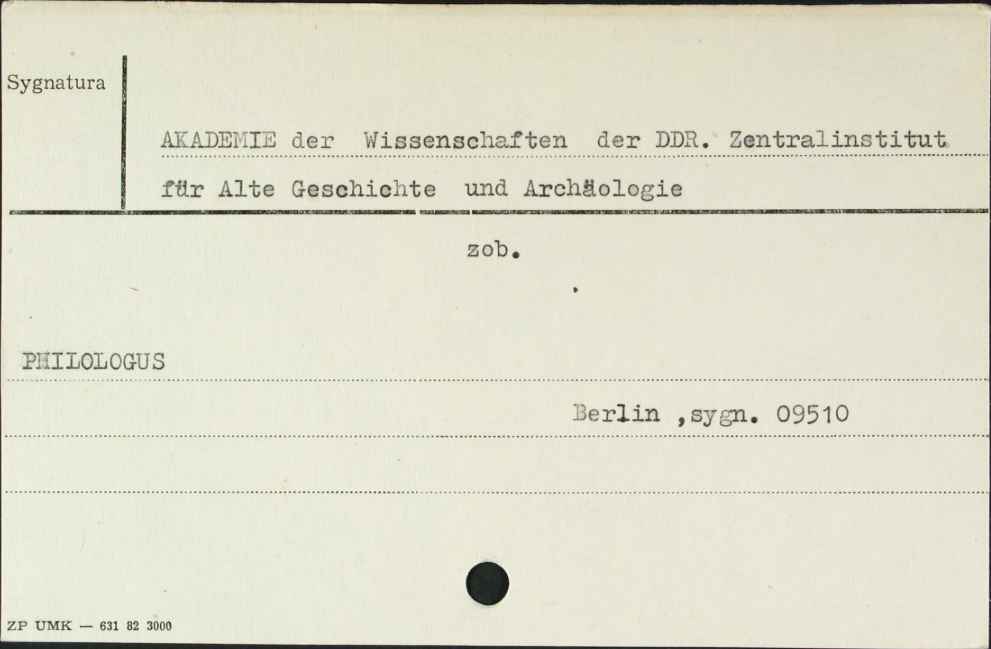 Sygnatura
AKADEMIE der Wissenschaften der DDR. Zentralinstitut
für Alte Geschichte und Archäologie
zob.
PHILOLOGUS
Berlin ,sygn. 09510
ZP UMK — 631 82 3000